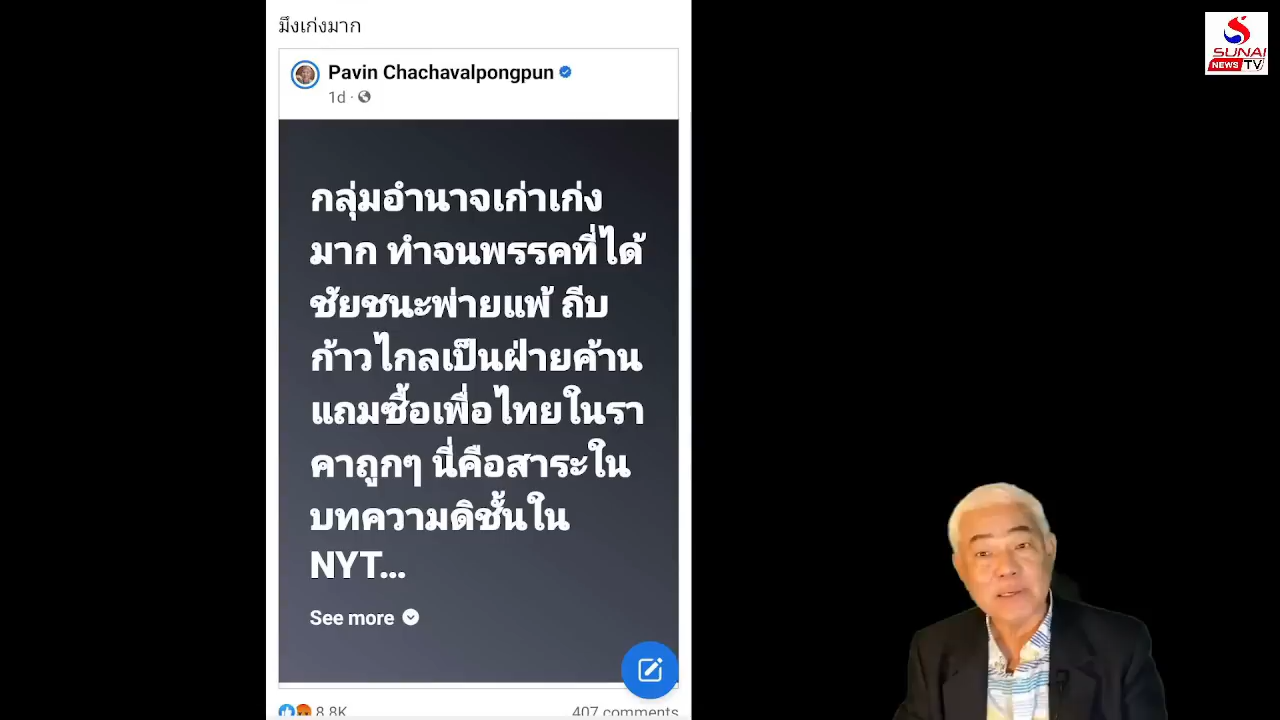 มึงเก่งมาก
Pavin Chachavalpongpun
1d ·
กลุ่มอำนาจเก่าเก่ง
มาก ทำจนพรรคที่ได้
ชัยชนะพ่ายแพ้ ถีบ
ก้าวไกลเป็นฝ่ายค้าน
แถมซื้อเพื่อไทยในรา
คาถูกๆ นี่คือสาระใน
บทความดิชั้นใน
NYT...
See more
8.8K
407 comments
SUNAI
NEWS TV